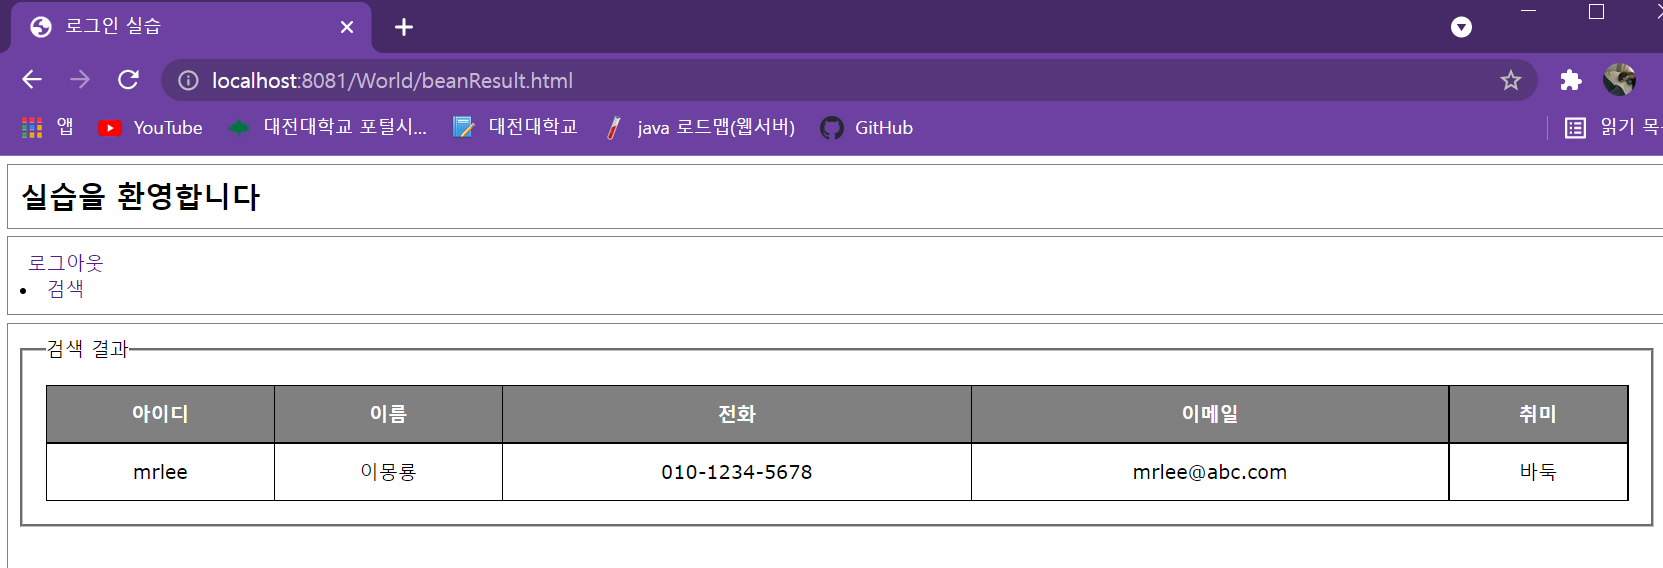 로그인 실습
localhost:8081/World/beanResult.html
앱 YouTube 대전대학교 포털시... 대전대학교 java 로드맵(웹서버) GitHub 읽기
실습을 환영합니다
로그아웃
• 검색
검색 결과
아이디 이름 전화 이메일 취미
mrlee 이몽룡 010-1234-5678 mrlee@abc.com 바둑